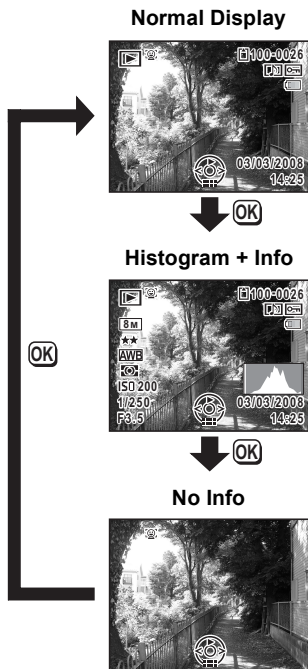 Normal Display
100-0026
03/03/2008
14:25
OK
Histogram + Info
100-0026
8M
AWB
ISO 200
1/250
F3.5
03/03/2008
14:25
OK
OK
No Info